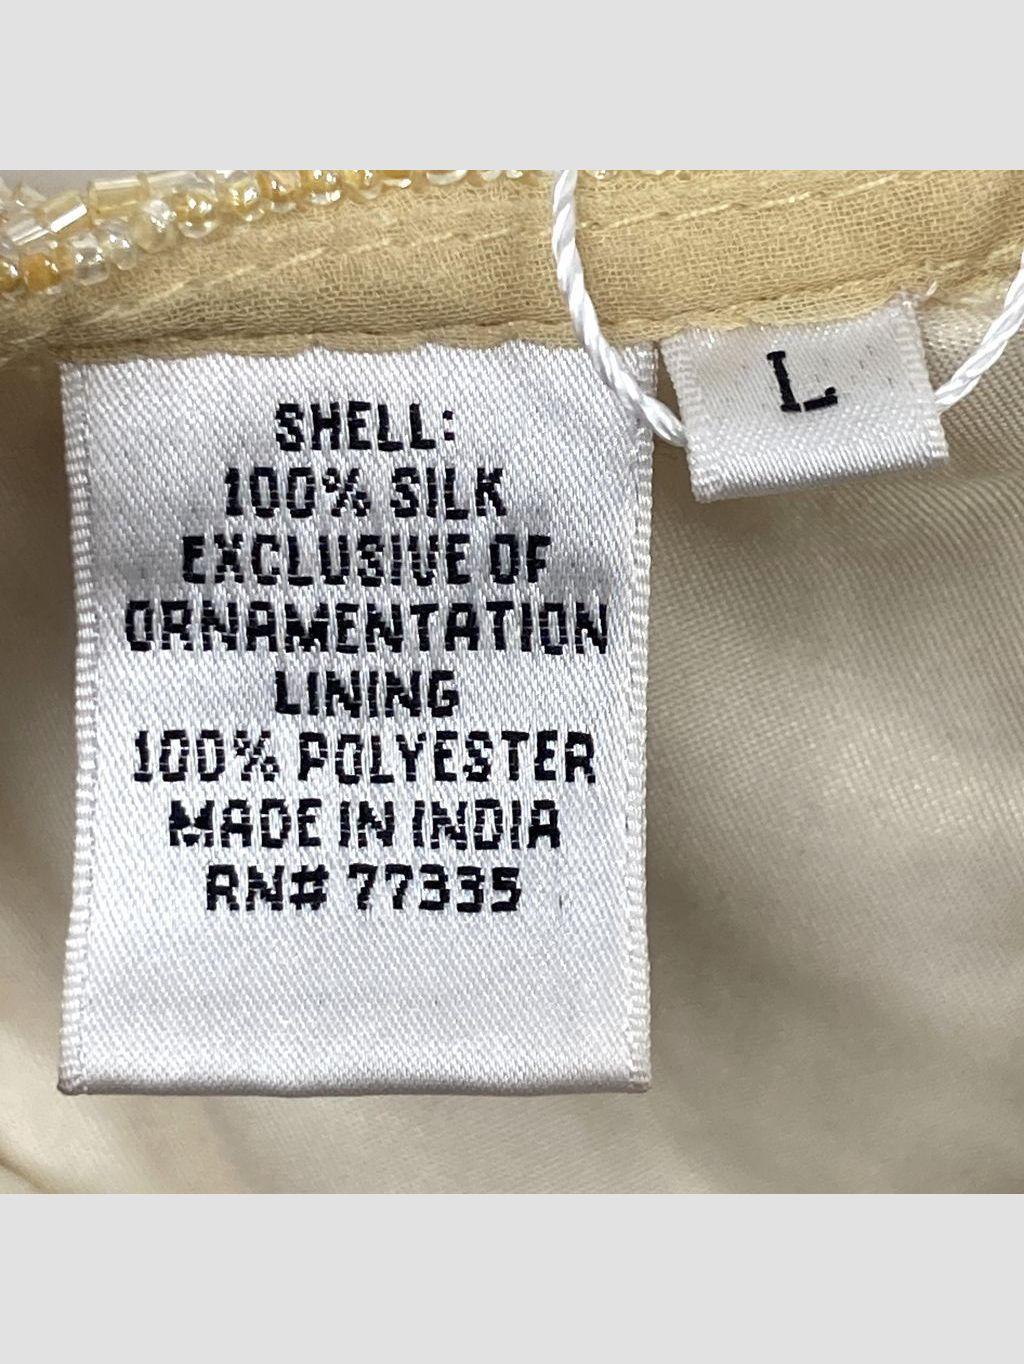 SHELL:
100% SILK
EXCLUSIVE OF
ORNAMENTATION
LINING
100% POLYESTER
MADE IN INDIA
RN# 77335
L